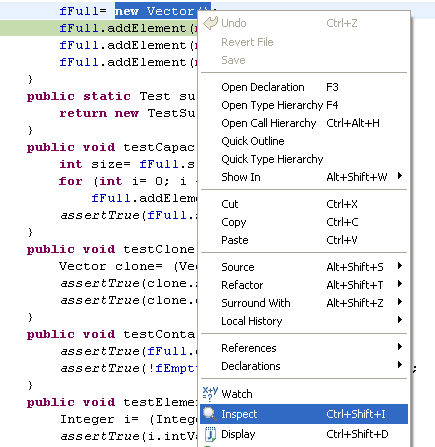 fFull= new Vector();
fFull.addElement(
fFull.addElement(
fFull.addElement(
}
public static Test su
return new TestSu
}
public void testCapac
int size= fFull.s
for (int i= 0; i
fFull.addEleme
assertTrue(fFull.s
}
public void testClone
Vector clone= (Vec
assertTrue(clone.s
assertTrue(clone.c
}
public void testConta
assertTrue(fFull.c
assertTrue(!fEmpt
;
}
public void testElemen
Integer i= (Intege
assertTrue(i.intVa
Undo Ctrl+Z
Revert File
Save
Open Declaration F3
Open Type Hierarchy F4
Open Call Hierarchy Ctrl+Alt+H
Quick Outline
Quick Type Hierarchy
Show In Alt+Shift+W
Cut Ctrl+X
Copy Ctrl+C
Paste Ctrl+V
Source Alt+Shift+S
Refactor Alt+Shift+T
Surround With Alt+Shift+Z
Local History
References
Declarations
x+y Watch
Inspect Ctrl+Shift+I
Display Ctrl+Shift+D